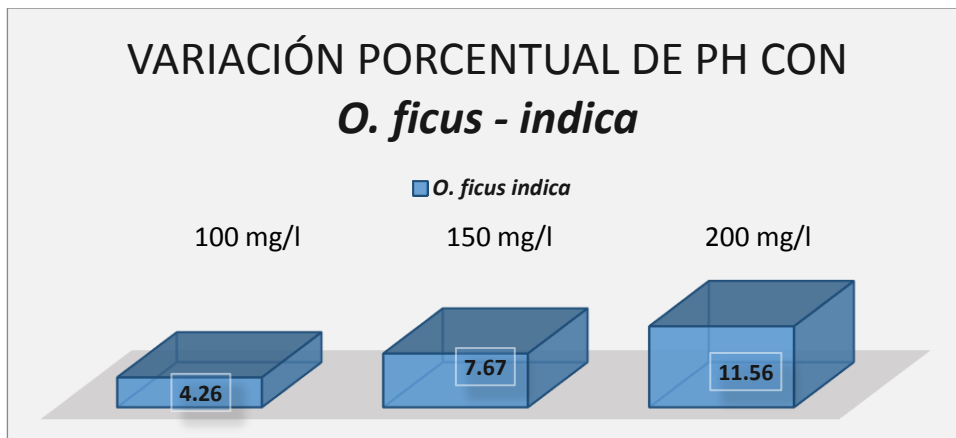 VARIACIÓN PORCENTUAL DE PH CON
O. ficus - indica
O. ficus indica
100 mg/l
150 mg/l
200 mg/l
4.26
7.67
11.56